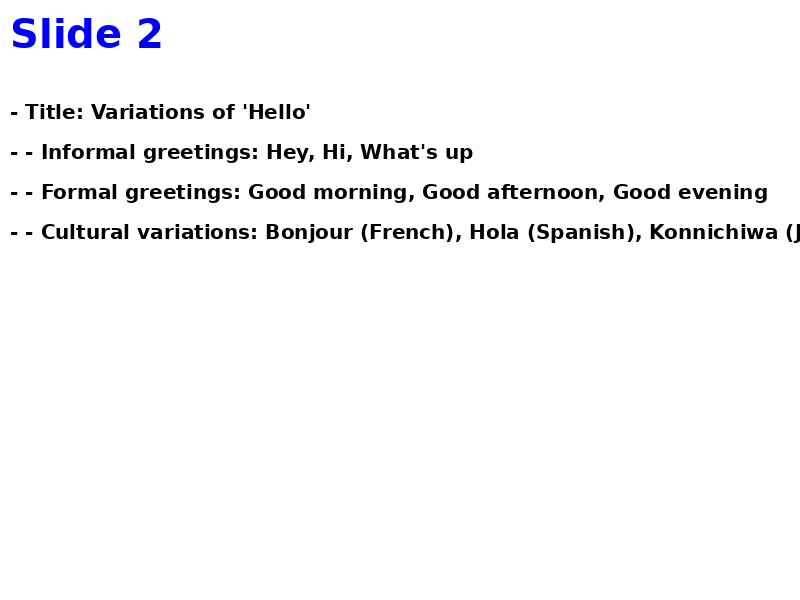 Slide 2
- Title: Variations of 'Hello'
- - Informal greetings: Hey, Hi, What's up
- - Formal greetings: Good morning, Good afternoon, Good evening
- - Cultural variations: Bonjour (French), Hola (Spanish), Konnichiwa (J